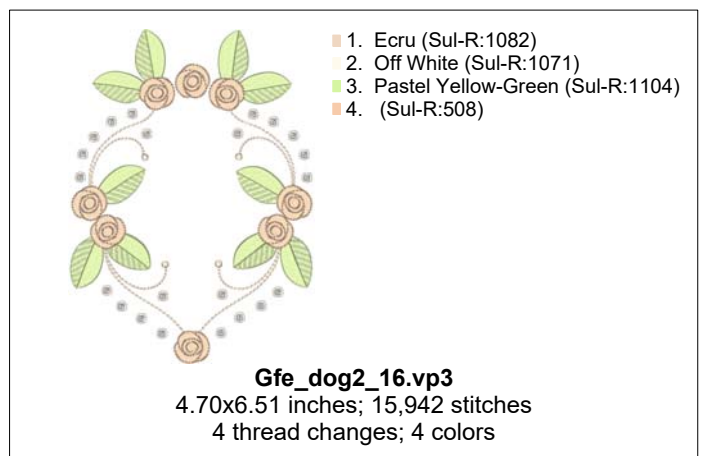 1. Ecru (Sul-R:1082)
2. Off White (Sul-R:1071)
3. Pastel Yellow-Green (Sul-R:1104)
4. (Sul-R:508)
Gfe_dog2_16.vp3
4.70x6.51 inches; 15,942 stitches
4 thread changes; 4 colors